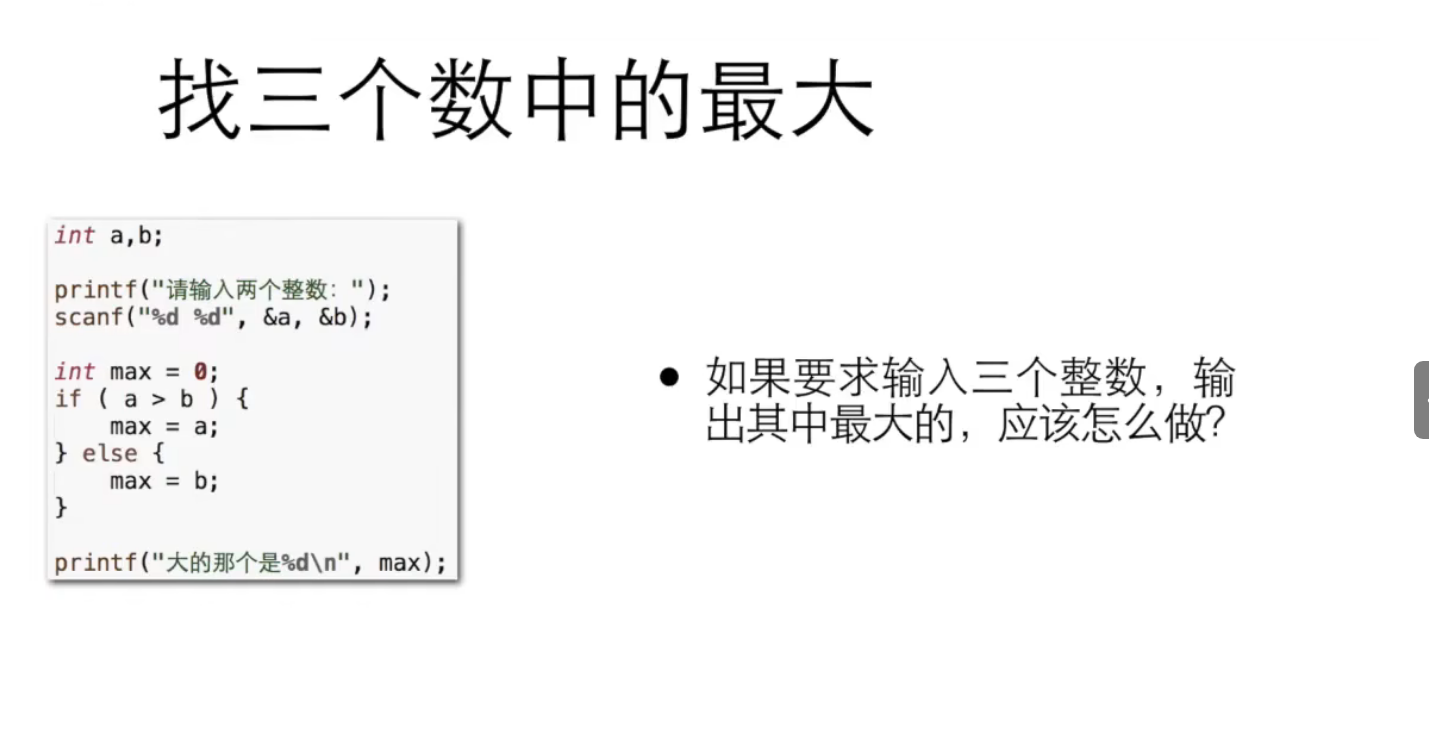 找三个数中的最大
int a,b;
printf("请输入两个整数：");
scanf("%d %d", &a, &b);
int max = 0;
if ( a > b ) {
    max = a;
} else {
    max = b;
}
printf("大的那个是%d\n", max);
• 如果要求输入三个整数，输
出其中最大的，应该怎么做？